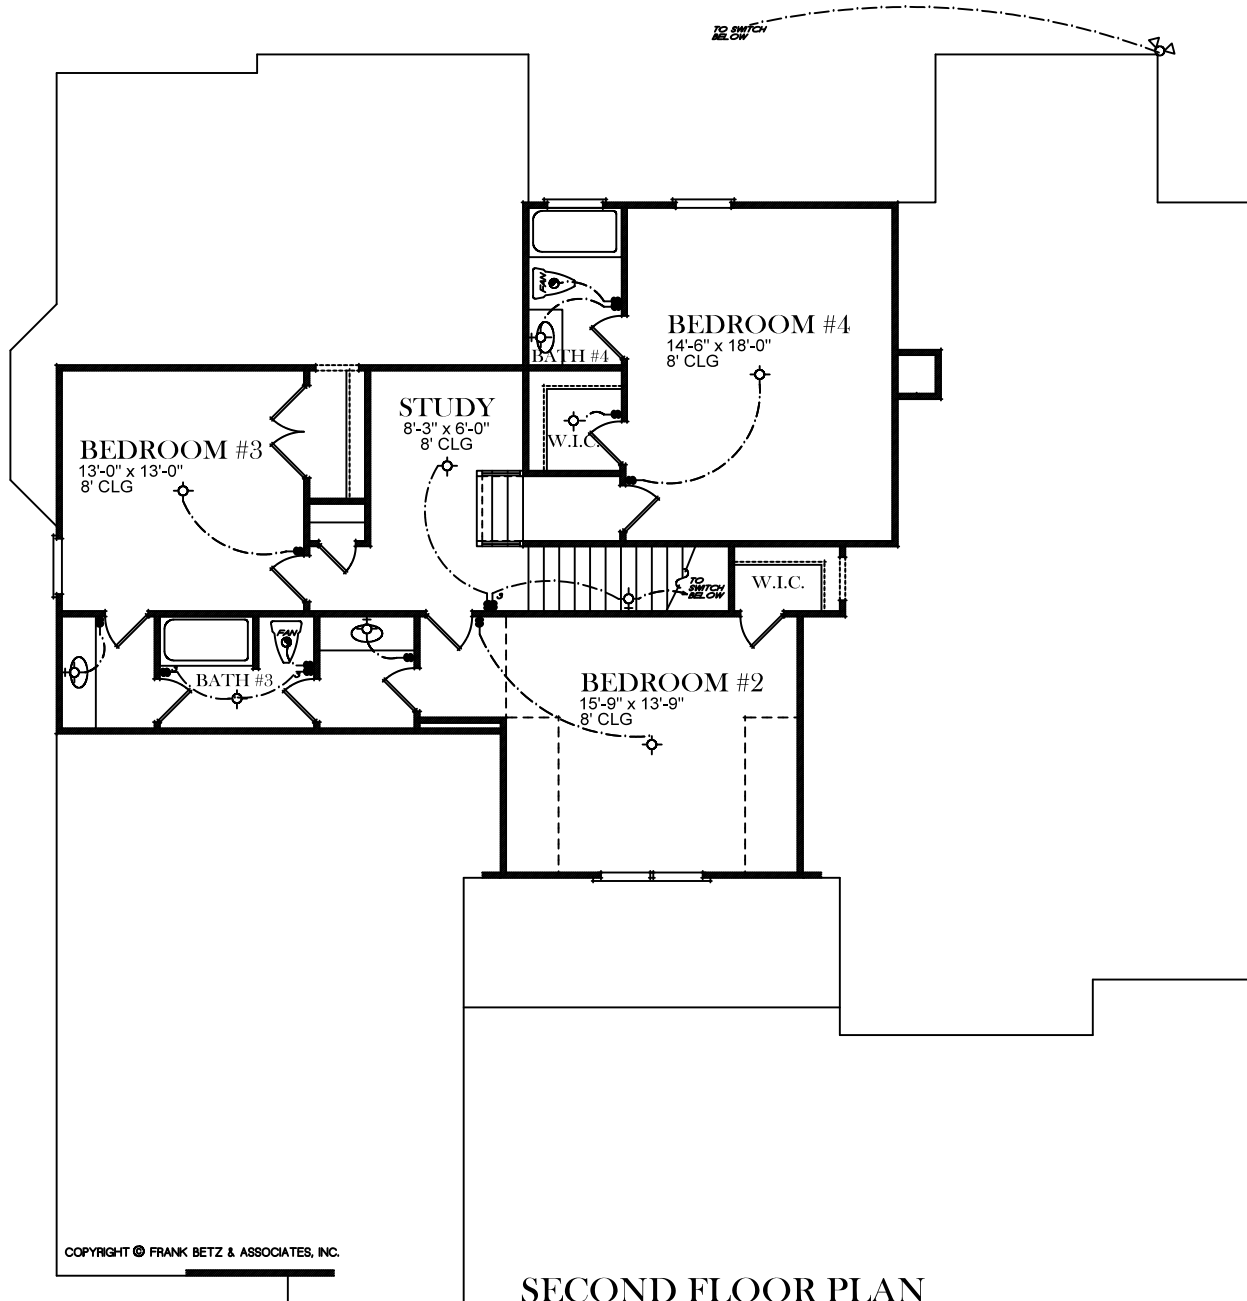 TO SWITCH
BELOW
FAN
BATH #4
BEDROOM #4
14'-6" x 18'-0"
8' CLG
STUDY
8'-3" x 6'-0"
8' CLG
W.I.C.
BEDROOM #3
13'-0" x 13'-0"
8' CLG
TO
SWITCH
BELOW
W.I.C.
FAN
BATH #3
BEDROOM #2
15'-9" x 13'-9"
8' CLG
COPYRIGHT © FRANK BETZ & ASSOCIATES, INC.
SECOND FLOOR PLAN